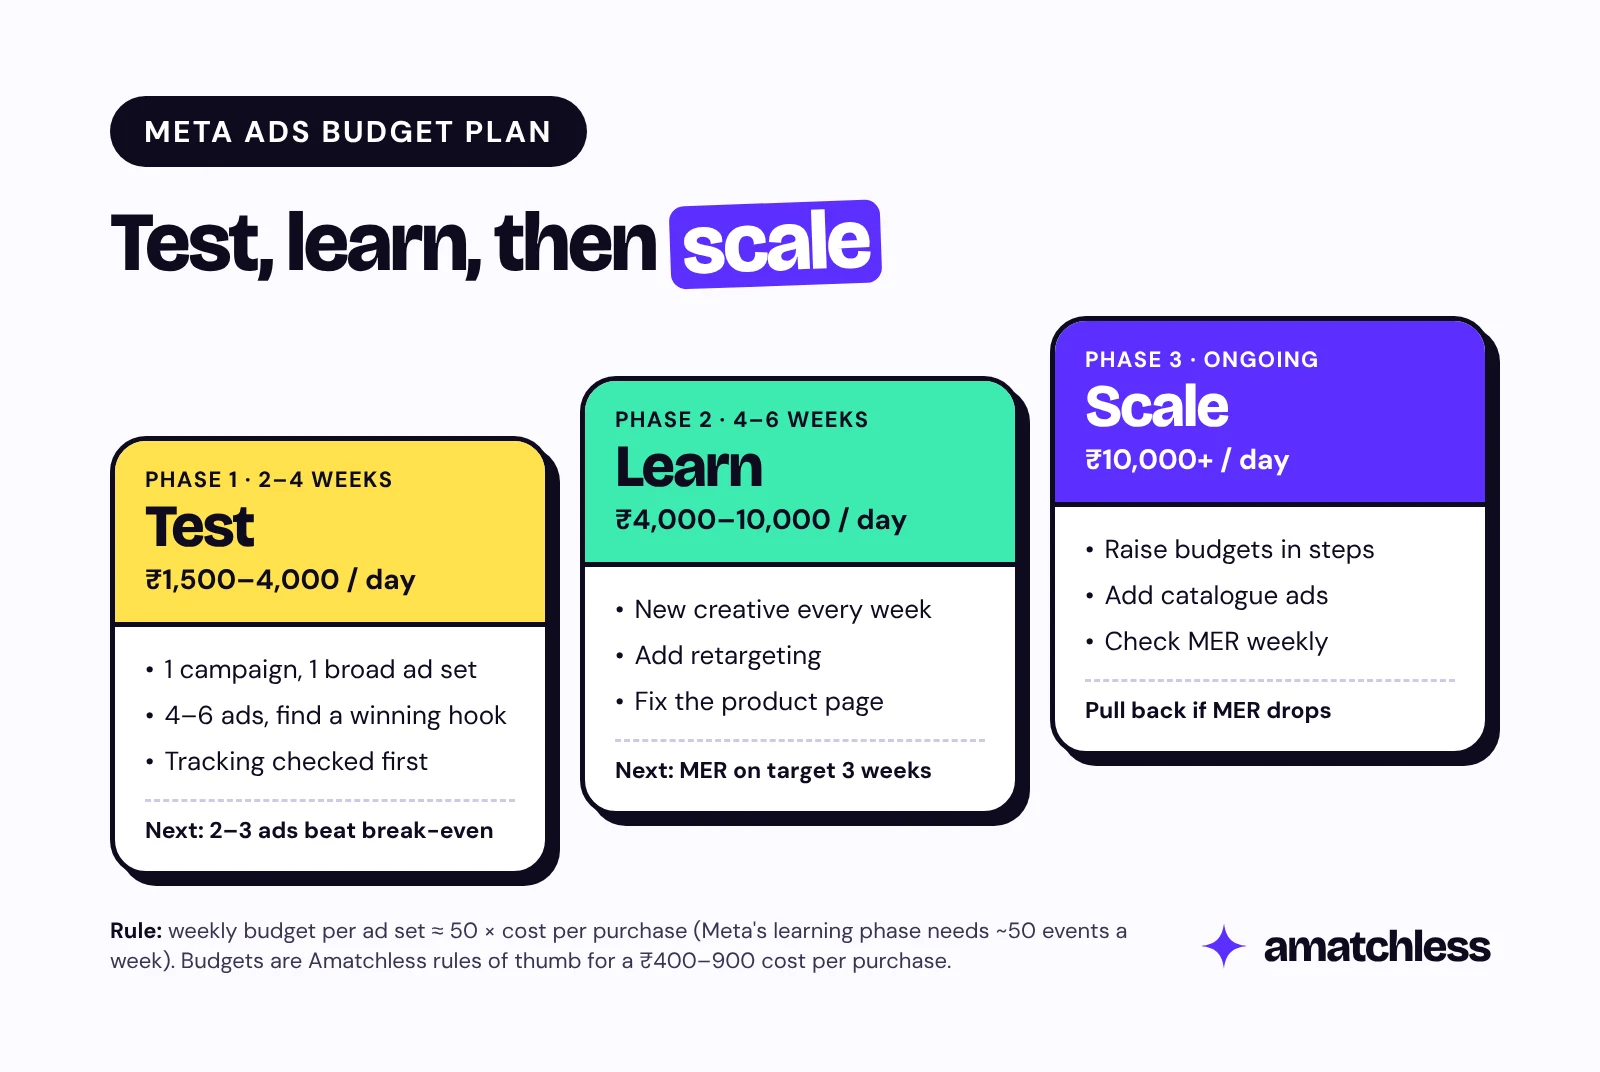 META ADS BUDGET PLAN
Test, learn, then scale
PHASE 1 · 2–4 WEEKS
Test
₹1,500–4,000 / day
• 1 campaign, 1 broad ad set
• 4–6 ads, find a winning hook
• Tracking checked first
Next: 2–3 ads beat break-even
PHASE 2 · 4–6 WEEKS
Learn
₹4,000–10,000 / day
• New creative every week
• Add retargeting
• Fix the product page
Next: MER on target 3 weeks
PHASE 3 · ONGOING
Scale
₹10,000+ / day
• Raise budgets in steps
• Add catalogue ads
• Check MER weekly
Pull back if MER drops
Rule: weekly budget per ad set ≈ 50 × cost per purchase (Meta's learning phase needs ~50 events a
week). Budgets are Amatchless rules of thumb for a ₹400–900 cost per purchase.
amatchless